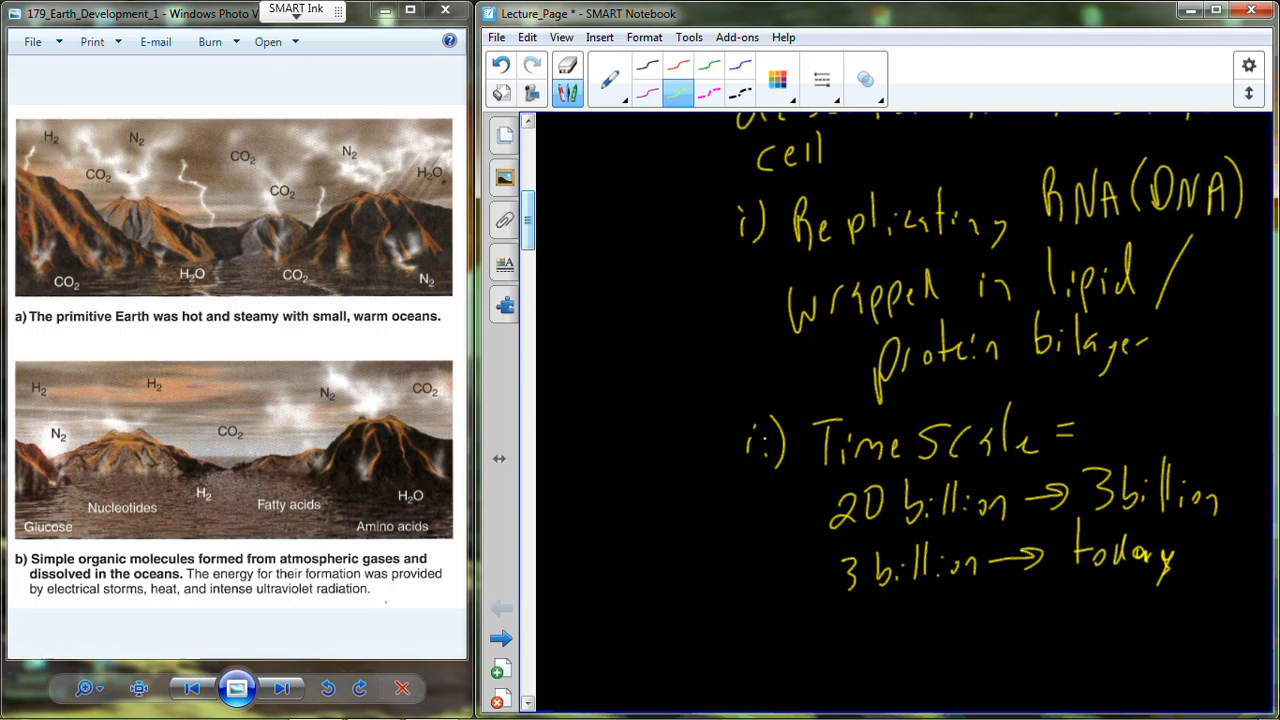 179_Earth_Development_1 - Windows Photo V
SMART Ink
File Print E-mail Burn Open
H2 N2 CO2 N2 H2O
CO2 CO2
CO2 H2O CO2 N2
a) The primitive Earth was hot and steamy with small, warm oceans.
H2 H2 N2 CO2
N2 CO2
Nucleotides H2 Fatty acids H2O
Glucose Amino acids
b) Simple organic molecules formed from atmospheric gases and
dissolved in the oceans. The energy for their formation was provided
by electrical storms, heat, and intense ultraviolet radiation.
Lecture_Page * - SMART Notebook
File Edit View Insert Format Tools Add-ons Help
cell
i) Replicating RNA (DNA)
wrapped in lipid /
protein bilayer
ii) Time Scale =
20 billion → 3 billion
3 billion → today